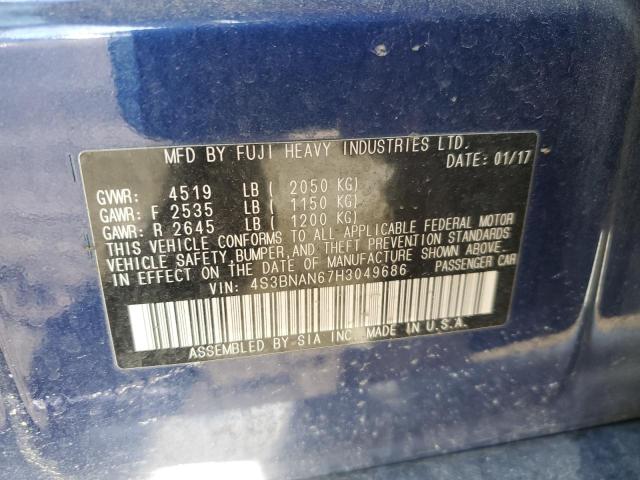 MFD BY FUJI HEAVY INDUSTRIES LTD.
DATE: 01/17
GVWR: 4519 LB ( 2050 KG)
GAWR: F 2535 LB ( 1150 KG)
GAWR: R 2645 LB ( 1200 KG)
THIS VEHICLE CONFORMS TO ALL APPLICABLE FEDERAL MOTOR
VEHICLE SAFETY, BUMPER, AND THEFT PREVENTION STANDARDS
IN EFFECT ON THE DATE OF MANUFACTURE SHOWN ABOVE.
VIN: 4S3BNAN67H3049686 PASSENGER CAR
ASSEMBLED BY-SIA INC. MADE IN U.S.A.